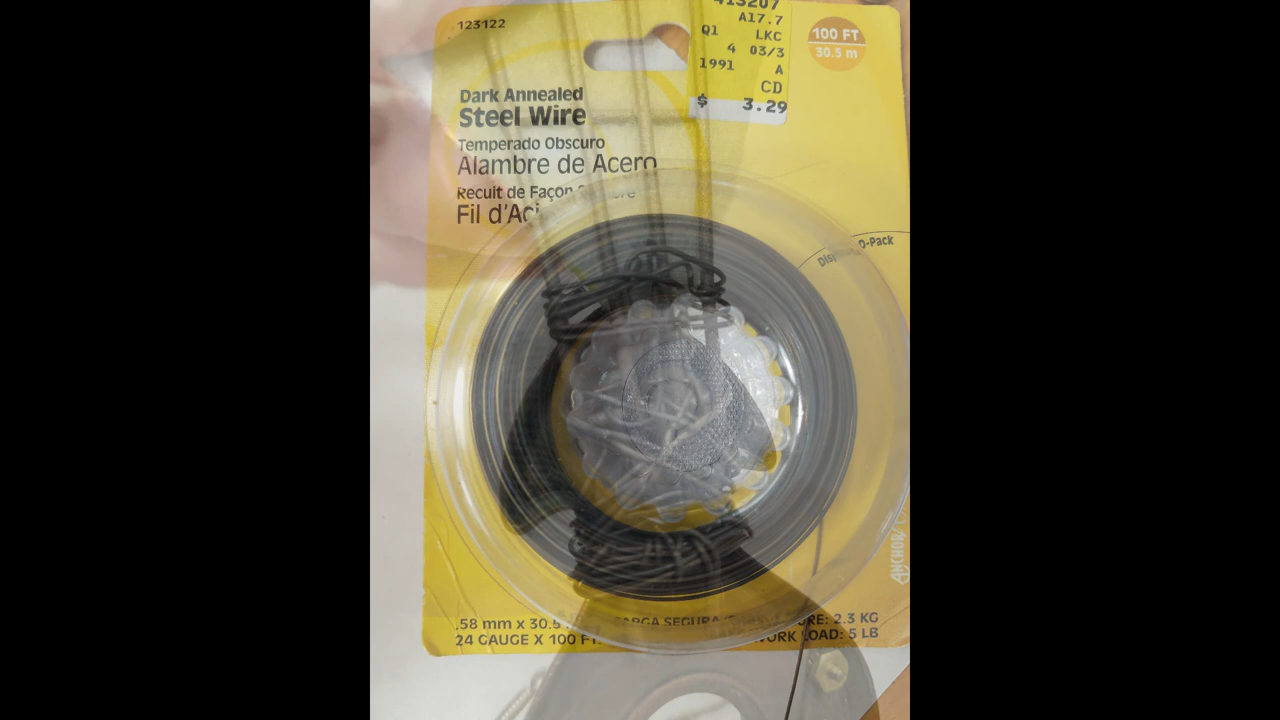 123122
413207
A17.7
Q1 LKC
4 03/3
1991 A
CD
$ 3.29
100 FT
30.5 m
Dark Annealed
Steel Wire
Temperado Obscuro
Alambre de Acero
Recuit de Façon
Fil d'Aci
-Pack
ANCHOR
.58 mm x 30.5
CARGA SEGURA
URE: 2.3 KG
24 GAUGE X 100 FT.
WORK LOAD: 5 LB